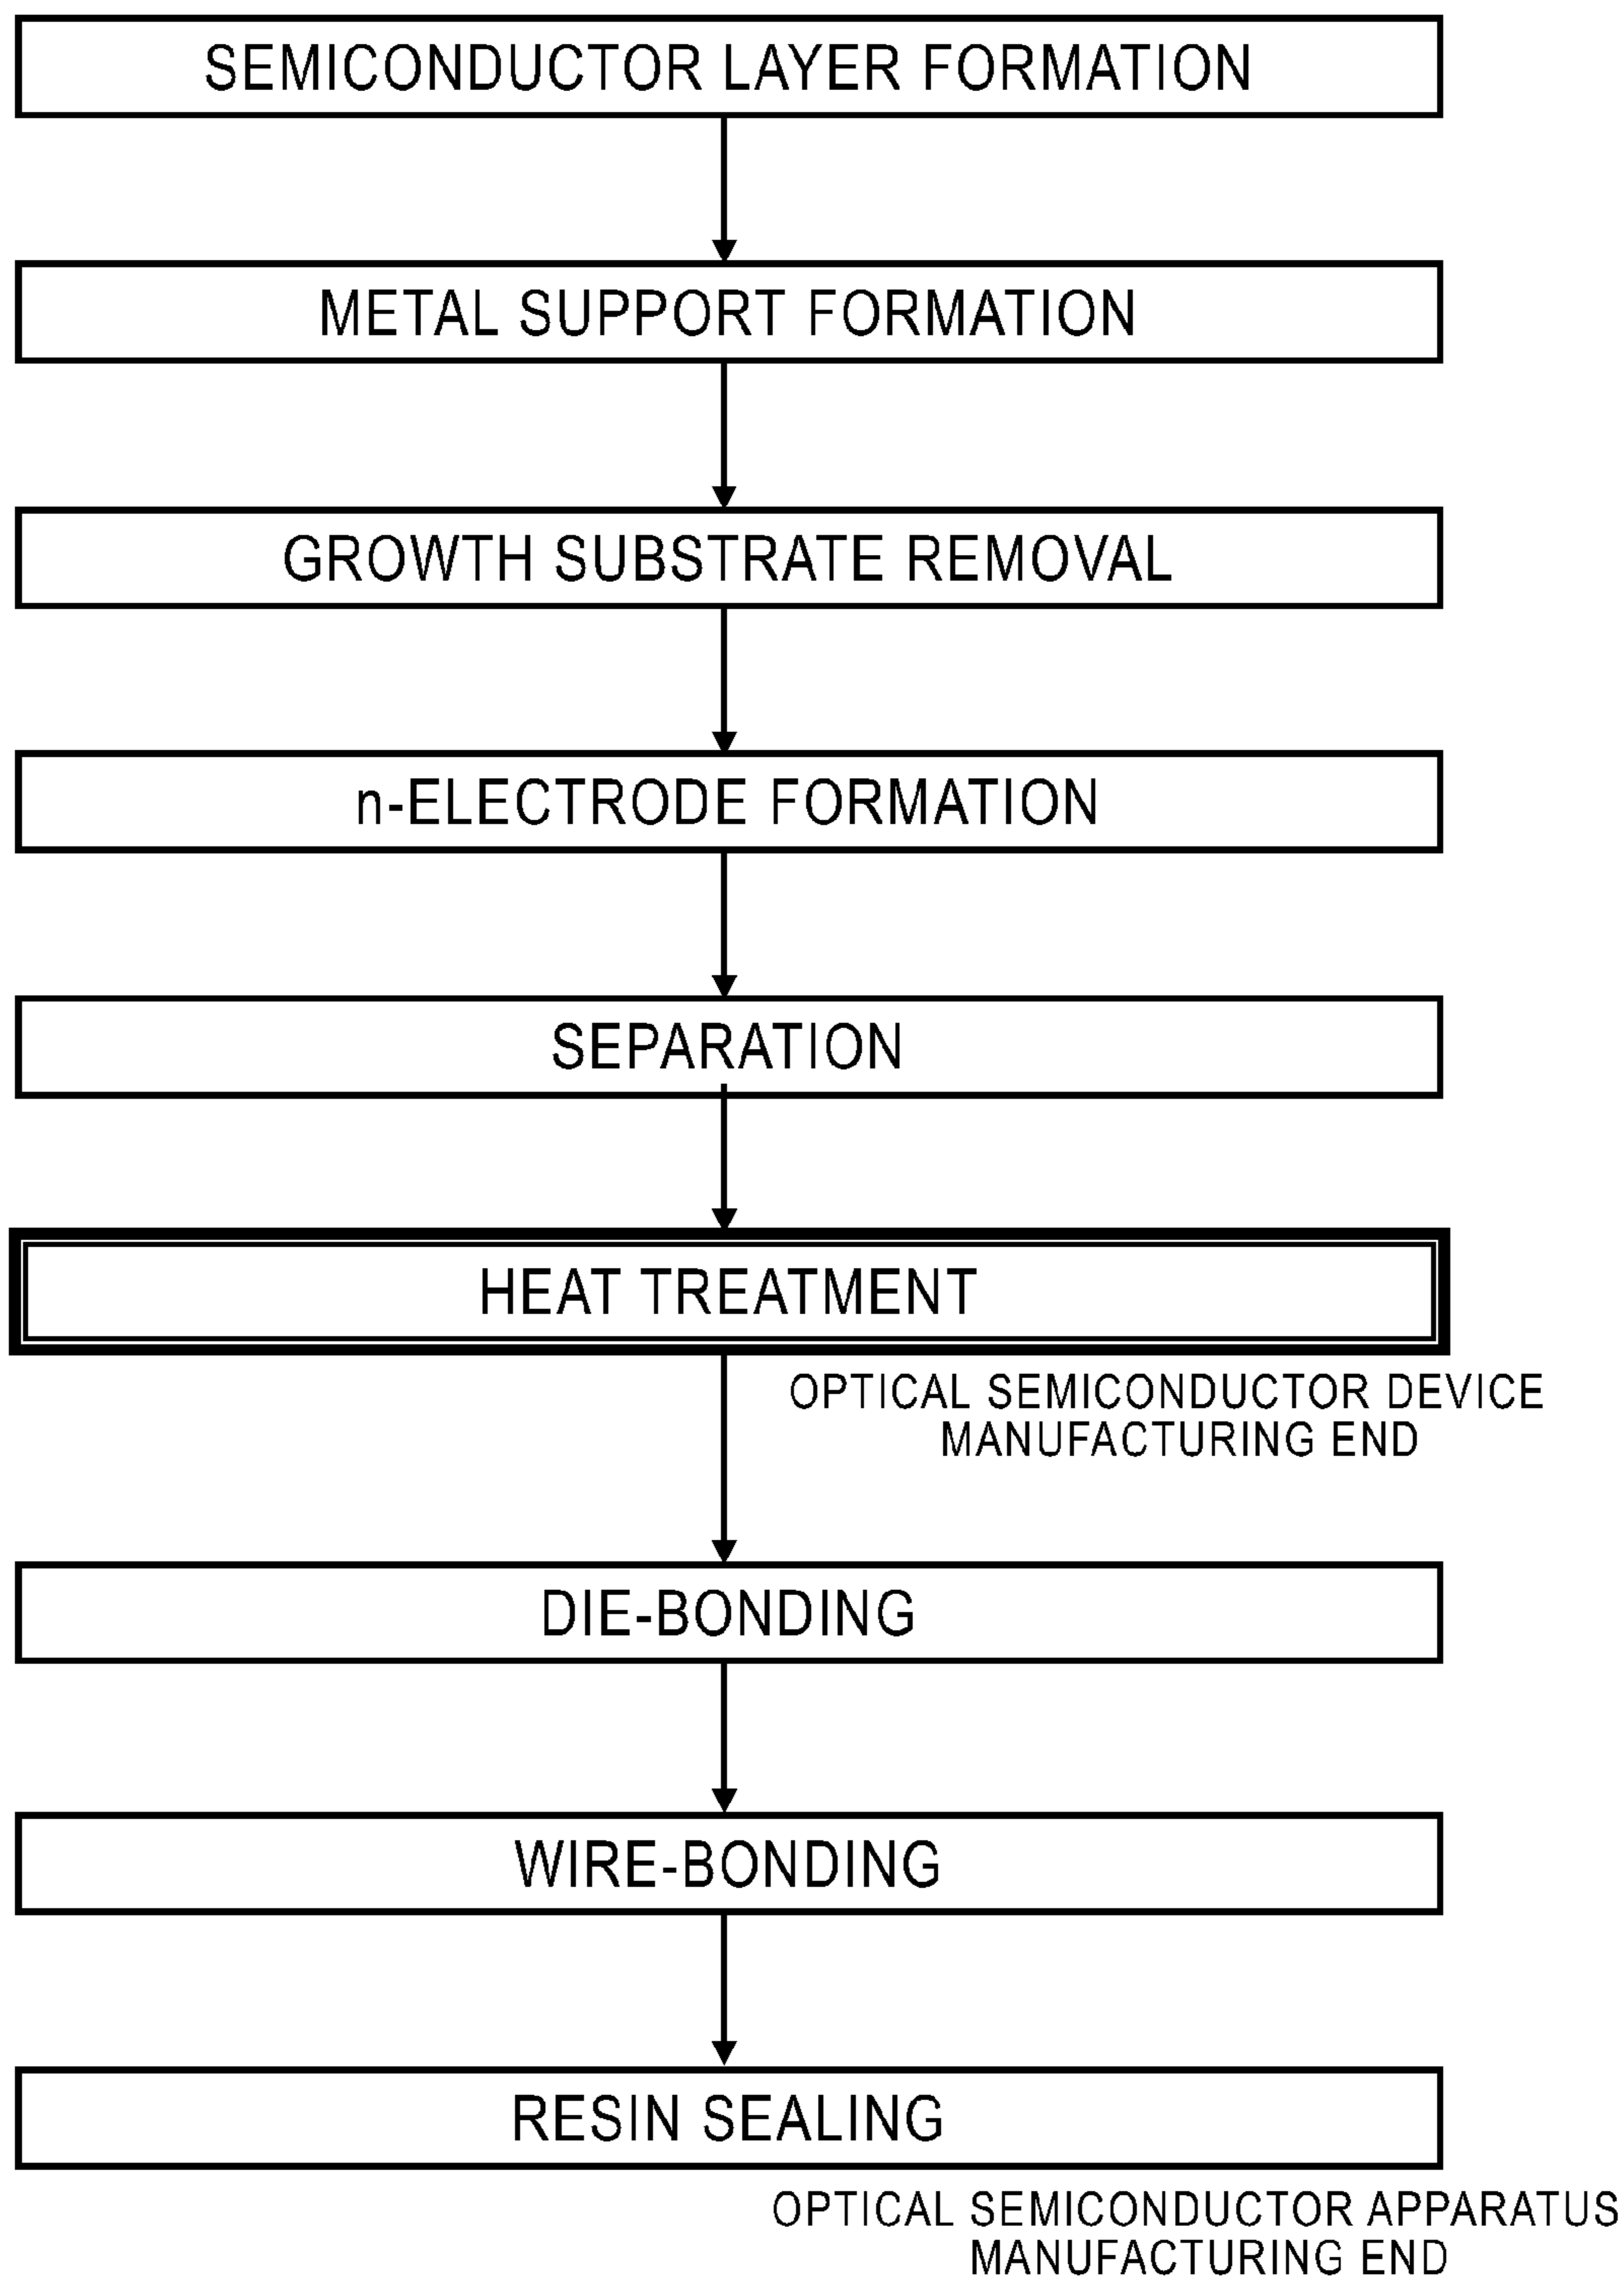 SEMICONDUCTOR LAYER FORMATION
METAL SUPPORT FORMATION
GROWTH SUBSTRATE REMOVAL
n-ELECTRODE FORMATION
SEPARATION
HEAT TREATMENT
OPTICAL SEMICONDUCTOR DEVICE
MANUFACTURING END
DIE-BONDING
WIRE-BONDING
RESIN SEALING
OPTICAL SEMICONDUCTOR APPARATUS
MANUFACTURING END